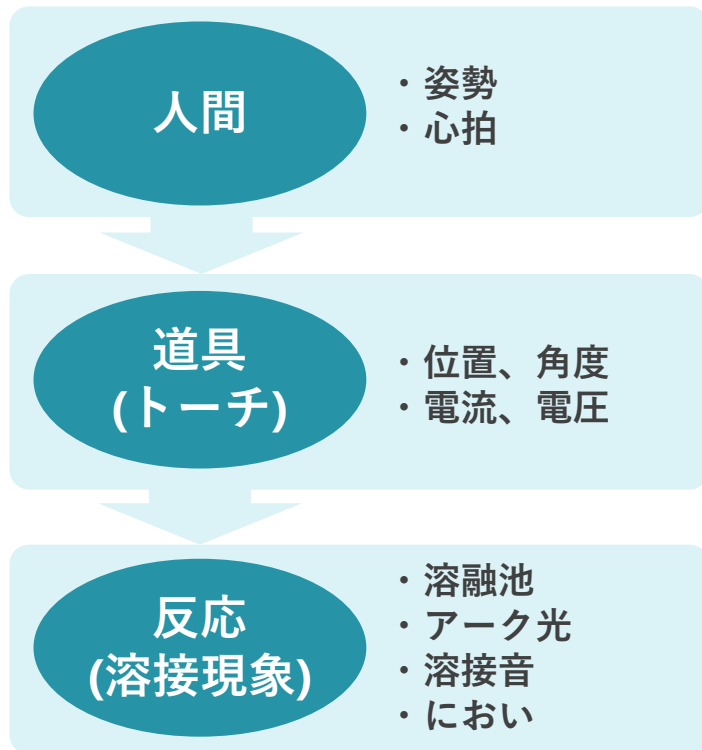 人間
・姿勢
・心拍
道具
(トーチ)
・位置、角度
・電流、電圧
反応
(溶接現象)
・溶融池
・アーク光
・溶接音
・におい